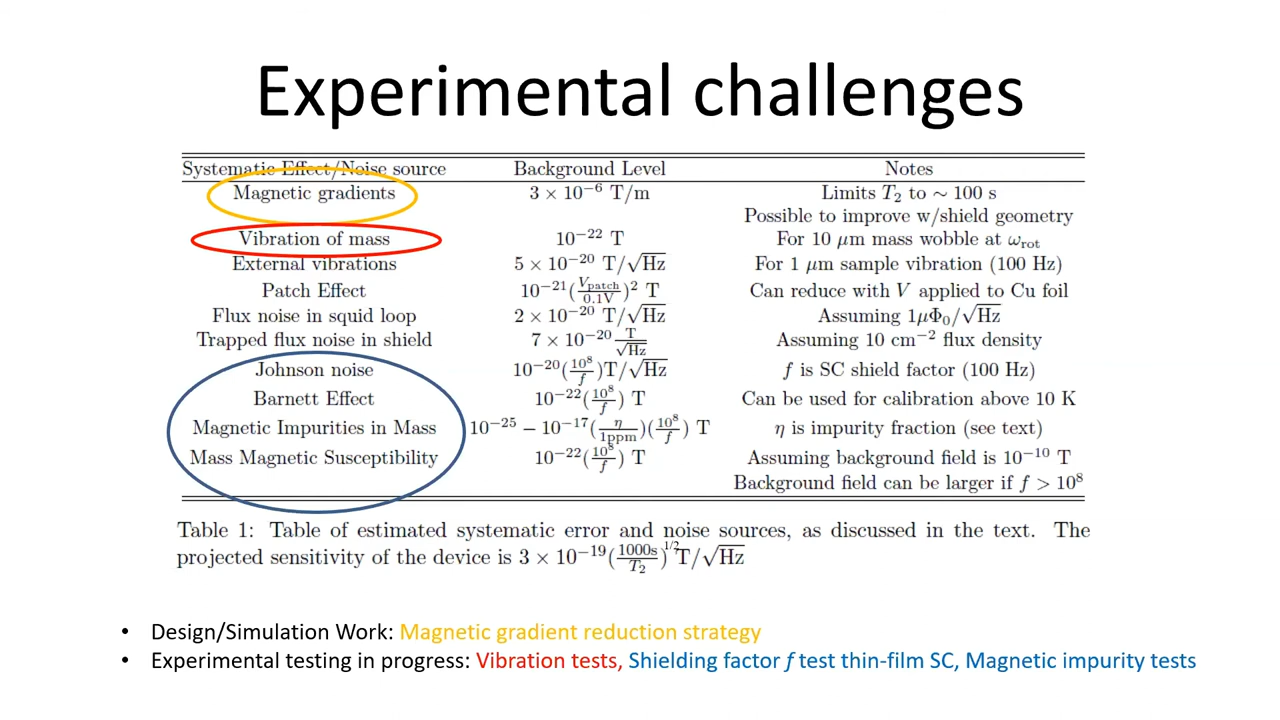 Experimental challenges
Systematic Effect/Noise source Background Level Notes
Magnetic gradients 3 × 10⁻⁶ T/m Limits T₂ to ~ 100 s
Possible to improve w/shield geometry
Vibration of mass 10⁻²² T For 10 μm mass wobble at ω_rot
External vibrations 5 × 10⁻²⁰ T/√Hz For 1 μm sample vibration (100 Hz)
Patch Effect 10⁻²¹(V_patch/0.1V)² T Can reduce with V applied to Cu foil
Flux noise in squid loop 2 × 10⁻²⁰ T/√Hz Assuming 1μΦ₀/√Hz
Trapped flux noise in shield 7 × 10⁻²⁰ T/√Hz Assuming 10 cm⁻² flux density
Johnson noise 10⁻²⁰(10⁸/f)T/√Hz f is SC shield factor (100 Hz)
Barnett Effect 10⁻²²(10⁸/f) T Can be used for calibration above 10 K
Magnetic Impurities in Mass 10⁻²⁵ − 10⁻¹⁷(η/1ppm)(10⁸/f) T η is impurity fraction (see text)
Mass Magnetic Susceptibility 10⁻²²(10⁸/f) T Assuming background field is 10⁻¹⁰ T
Background field can be larger if f > 10⁸
Table 1: Table of estimated systematic error and noise sources, as discussed in the text. The
projected sensitivity of the device is 3 × 10⁻¹⁹(1000s/T₂)^1/2 T/√Hz
• Design/Simulation Work: Magnetic gradient reduction strategy
• Experimental testing in progress: Vibration tests, Shielding factor f test thin-film SC, Magnetic impurity tests